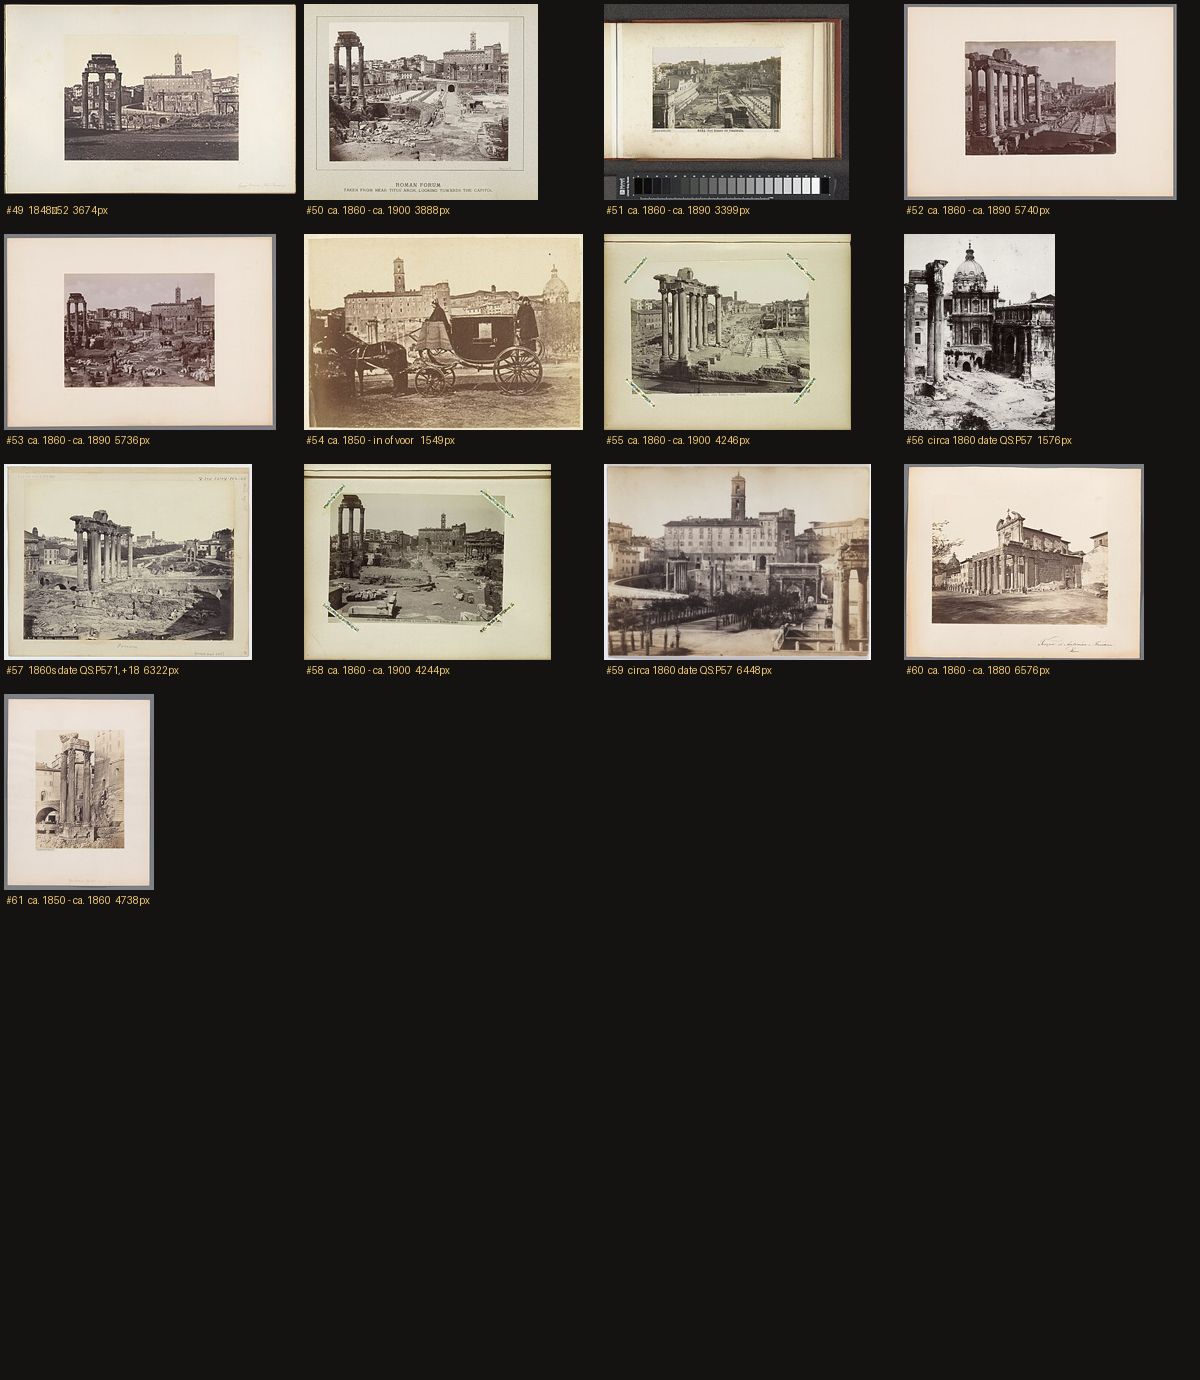 #49 1848 52 3674px
ROMAN FORUM
TAKEN FROM NEAR TITUS ARCH, LOOKING TOWARDS THE CAPITOL
#50 ca. 1860 - ca. 1900 3888px
#51 ca. 1860 - ca. 1890 3399px
#52 ca. 1860 - ca. 1890 5740px
#53 ca. 1860 - ca. 1890 5736px
#54 ca. 1850 - in of voor 1549px
#55 ca. 1860 - ca. 1900 4246px
#56 circa 1860 date QS:P57 1576px
#57 1860s date QS:P571,+18 6322px
#58 ca. 1860 - ca. 1900 4244px
#59 circa 1860 date QS:P57 6448px
#60 ca. 1860 - ca. 1880 6576px
#61 ca. 1850 - ca. 1860 4738px